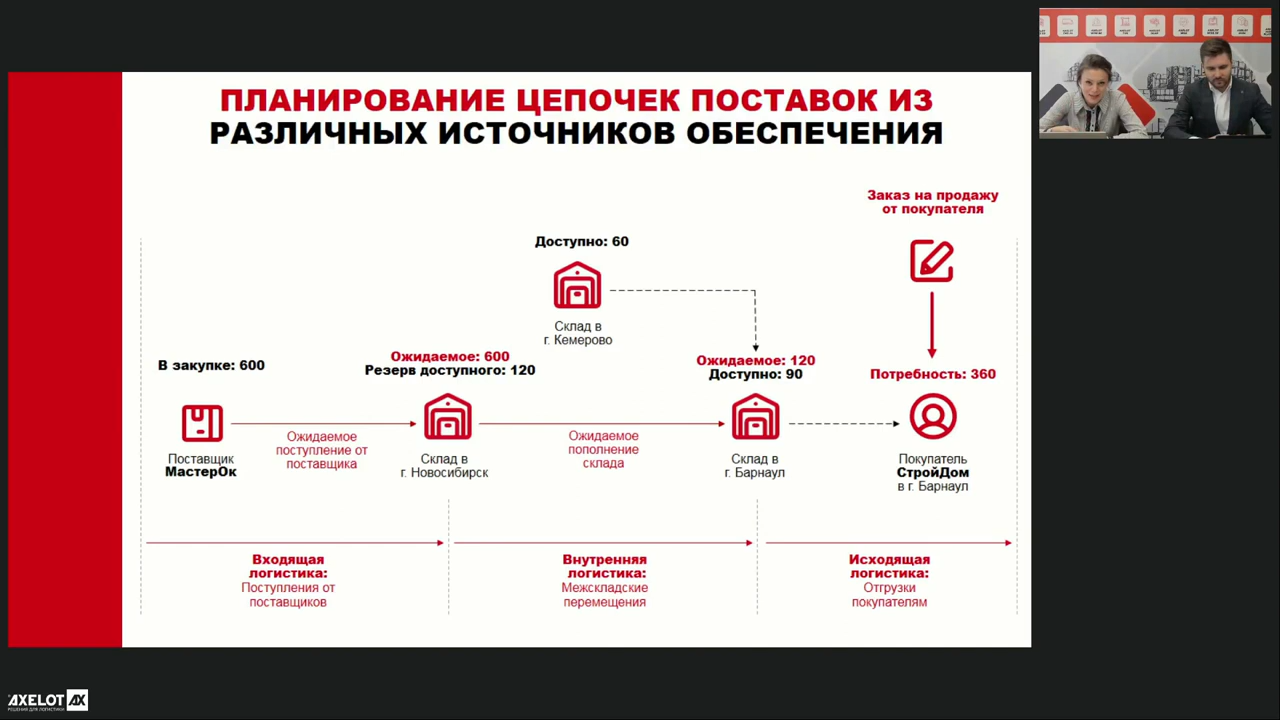 ПЛАНИРОВАНИЕ ЦЕПОЧЕК ПОСТАВОК ИЗ
РАЗЛИЧНЫХ ИСТОЧНИКОВ ОБЕСПЕЧЕНИЯ
Заказ на продажу
от покупателя
Доступно: 60
Склад в
г. Кемерово
В закупке: 600
Ожидаемое: 600
Резерв доступного: 120
Ожидаемое: 120
Доступно: 90
Потребность: 360
Ожидаемое
поступление от
поставщика
Ожидаемое
пополнение
склада
Поставщик
МастерОк
Склад в
г. Новосибирск
Склад в
г. Барнаул
Покупатель
СтройДом
в г. Барнаул
Входящая
логистика:
Поступления от
поставщиков
Внутренняя
логистика:
Межскладские
перемещения
Исходящая
логистика:
Отгрузки
покупателям
AXELOT AX
РЕШЕНИЯ ДЛЯ ЛОГИСТИКИ